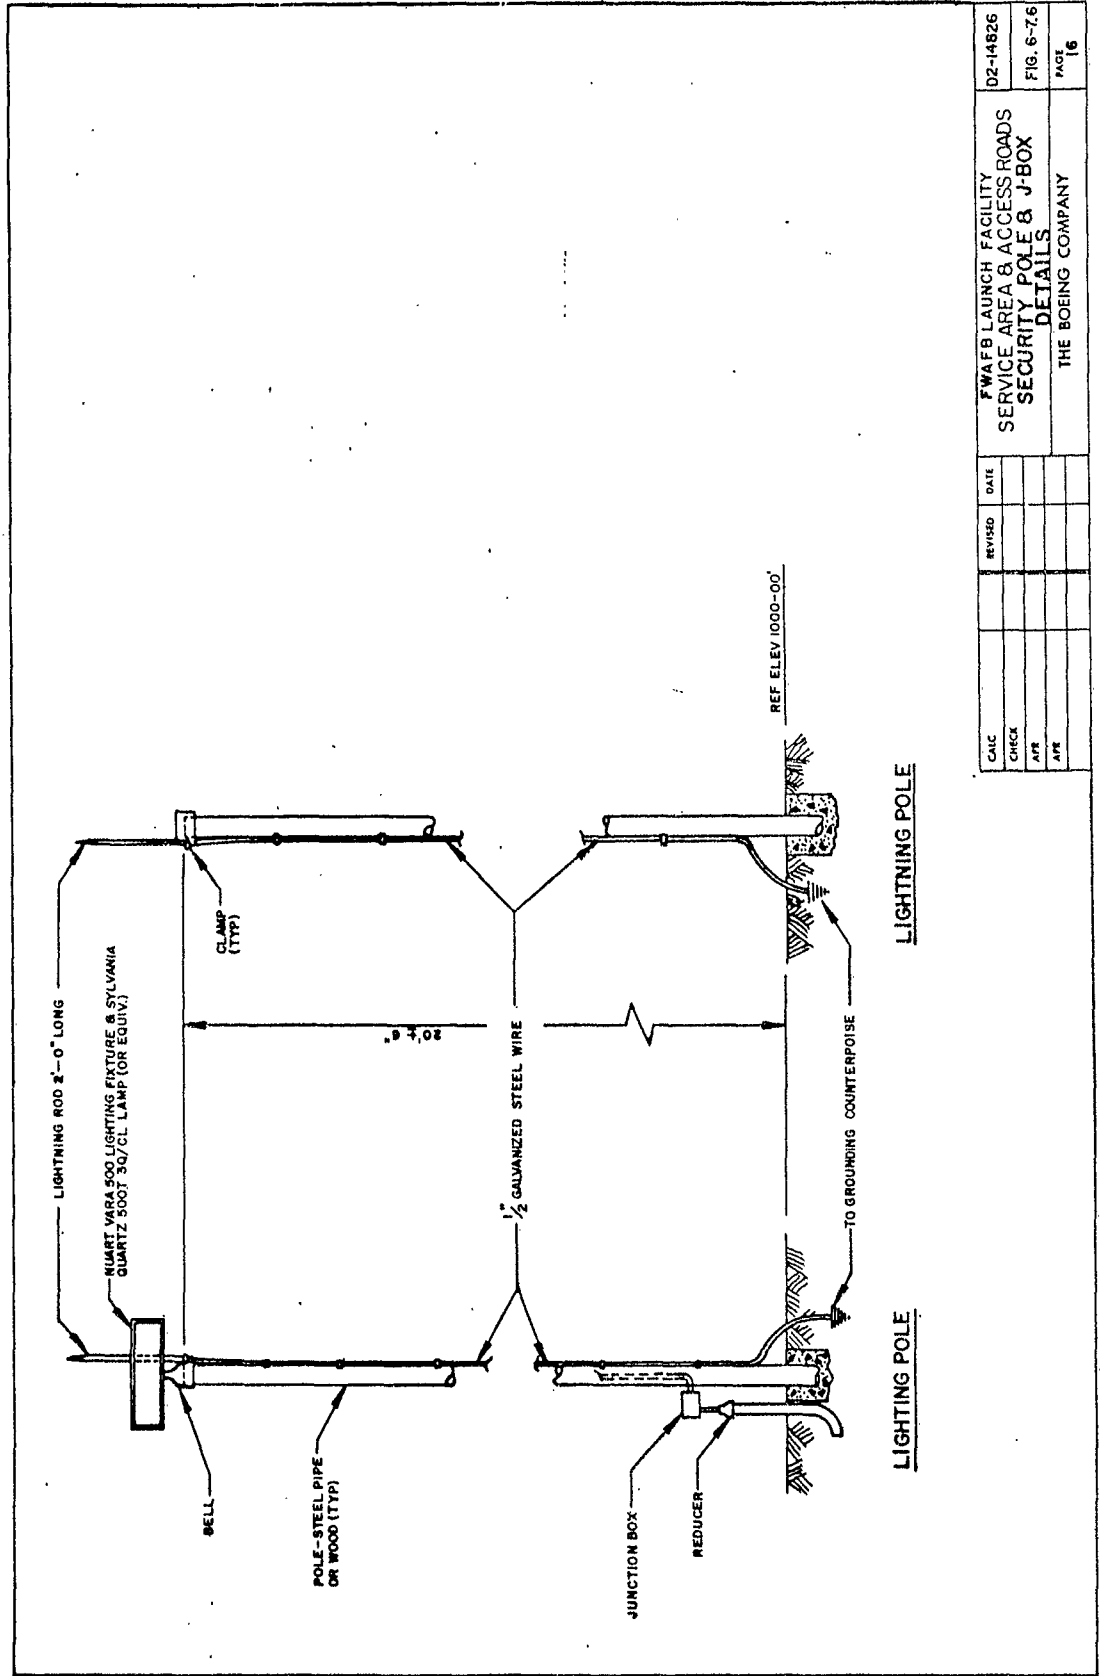 LIGHTNING ROD 2'-0" LONG
NUART VARA 500 LIGHTING FIXTURE & SYLVANIA
QUARTZ 500T 3Q/CL LAMP (OR EQUIV.)
BELL
CLAMP
(TYP)
POLE-STEEL PIPE
OR WOOD (TYP)
20' ± 6"
1/2" GALVANIZED STEEL WIRE
JUNCTION BOX
REDUCER
REF ELEV 1000-00'
TO GROUNDING COUNTERPOISE
LIGHTING POLE
LIGHTNING POLE
CALC
CHECK
APR
APR
REVISED
DATE
FWAFB LAUNCH FACILITY
SERVICE AREA & ACCESS ROADS
SECURITY POLE & J-BOX
DETAILS
THE BOEING COMPANY
D2-14826
FIG. 6-7.6
PAGE
16